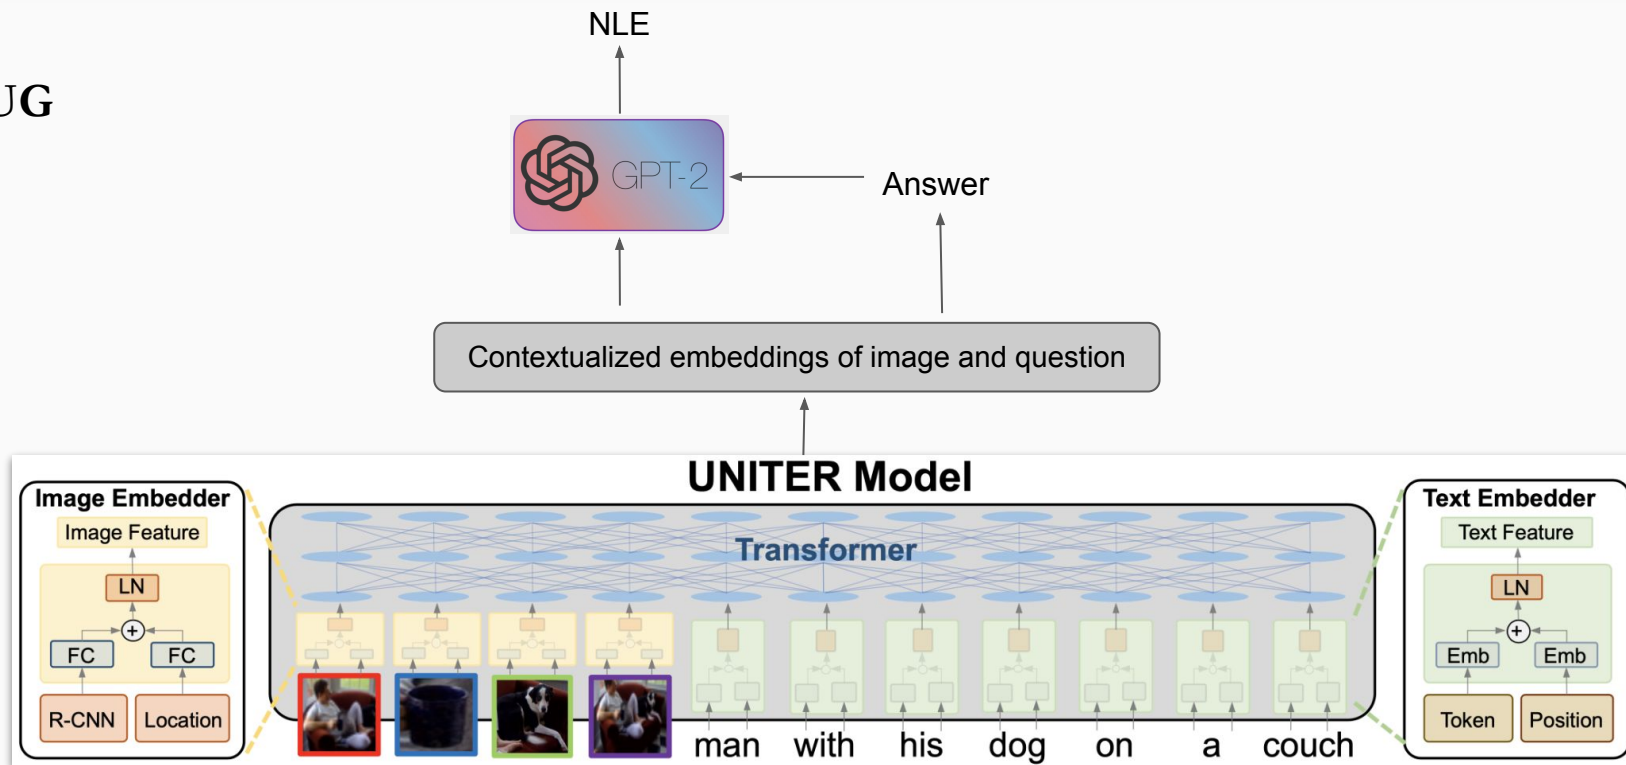 NLE
UG
GPT-2
Answer
Contextualized embeddings of image and question
UNITER Model
Image Embedder
Image Feature
LN
+
FC FC
R-CNN Location
Transformer
man with his dog on a couch
Text Embedder
Text Feature
LN
+
Emb Emb
Token Position